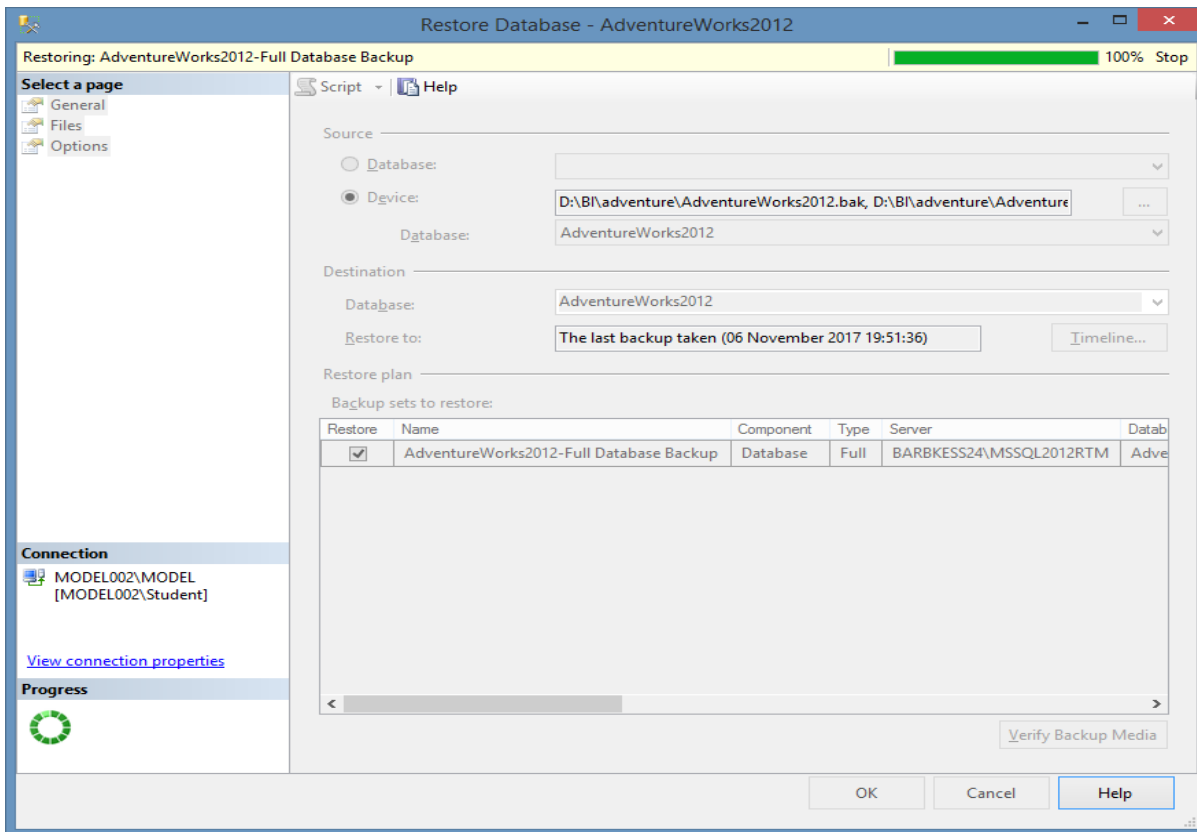 Restore Database - AdventureWorks2012
Restoring: AdventureWorks2012-Full Database Backup 100% Stop
Select a page
General
Files
Options
Script Help
Source
Database:
Device: D:\BI\adventure\AdventureWorks2012.bak, D:\BI\adventure\Adventure ...
Database: AdventureWorks2012
Destination
Database: AdventureWorks2012
Restore to: The last backup taken (06 November 2017 19:51:36) Timeline...
Restore plan
Backup sets to restore:
Restore Name Component Type Server Datab
AdventureWorks2012-Full Database Backup Database Full BARBKESS24\MSSQL2012RTM Adve
Connection
MODEL002\MODEL
[MODEL002\Student]
View connection properties
Progress
Verify Backup Media
OK Cancel Help